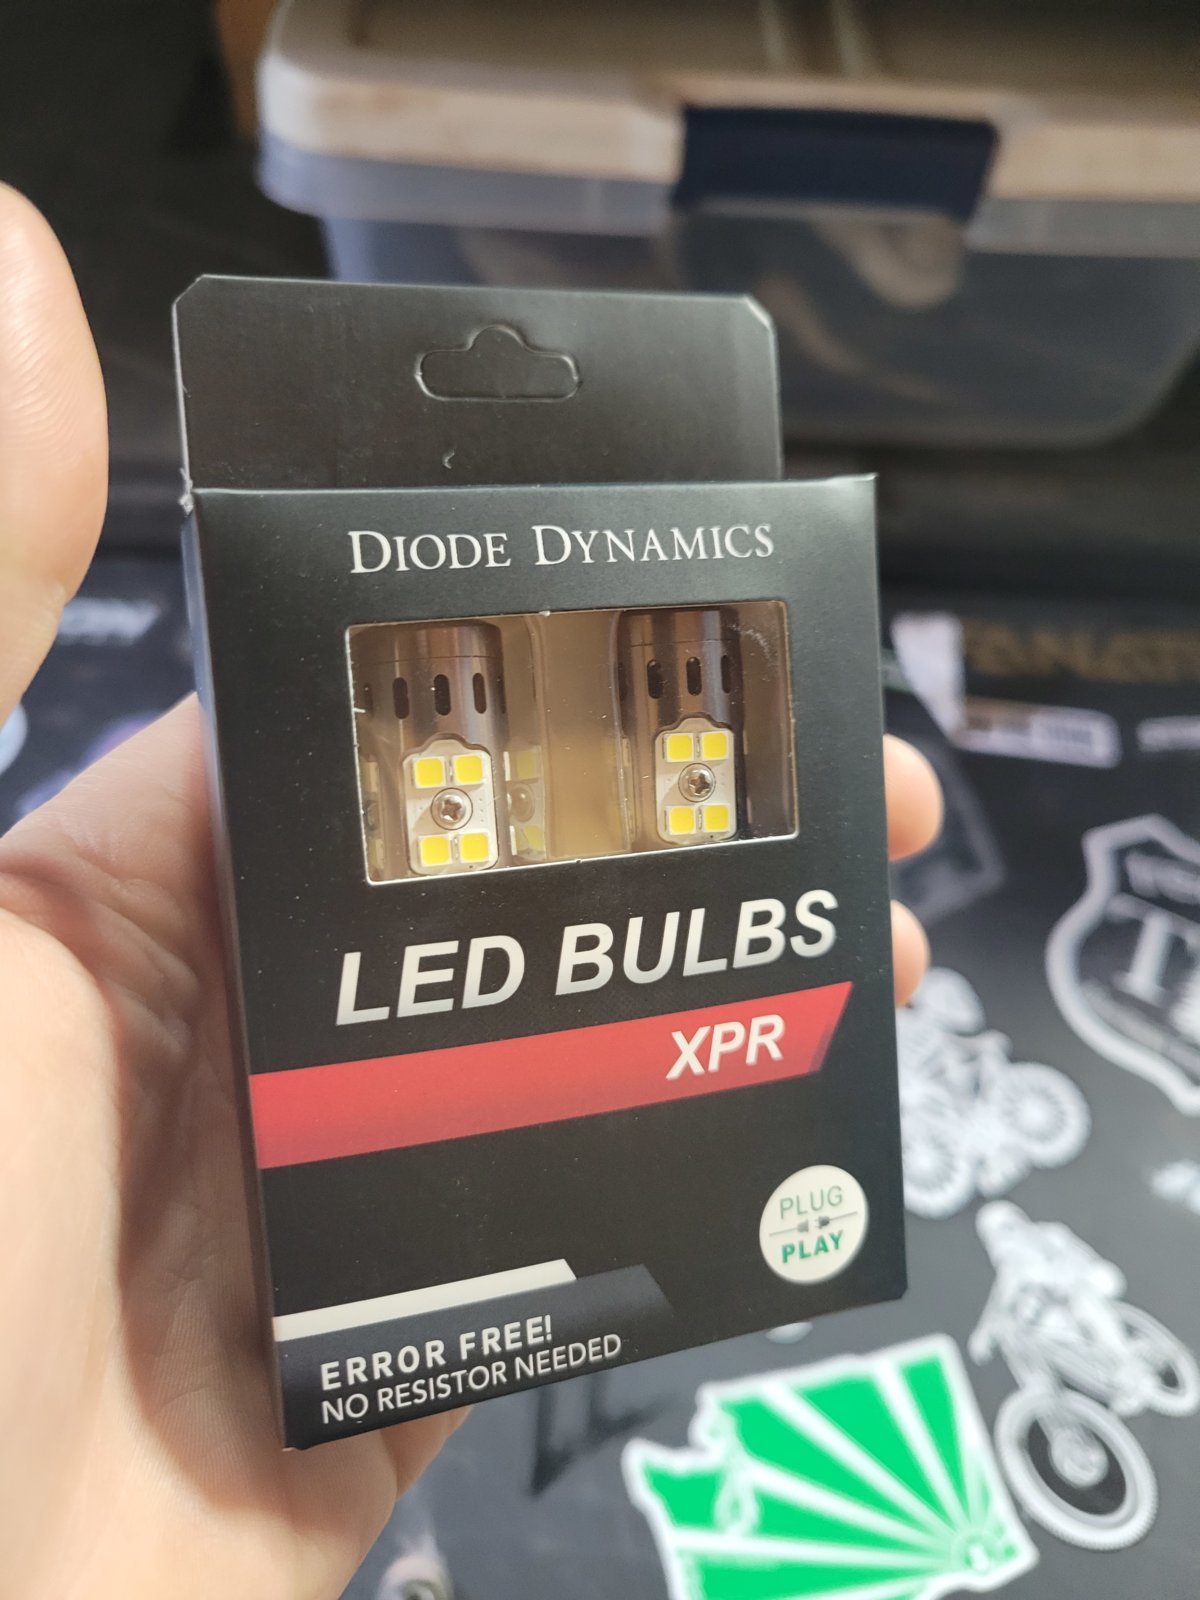 DIODE DYNAMICS
LED BULBS
XPR
PLUG
PLAY
ERROR FREE!
NO RESISTOR NEEDED